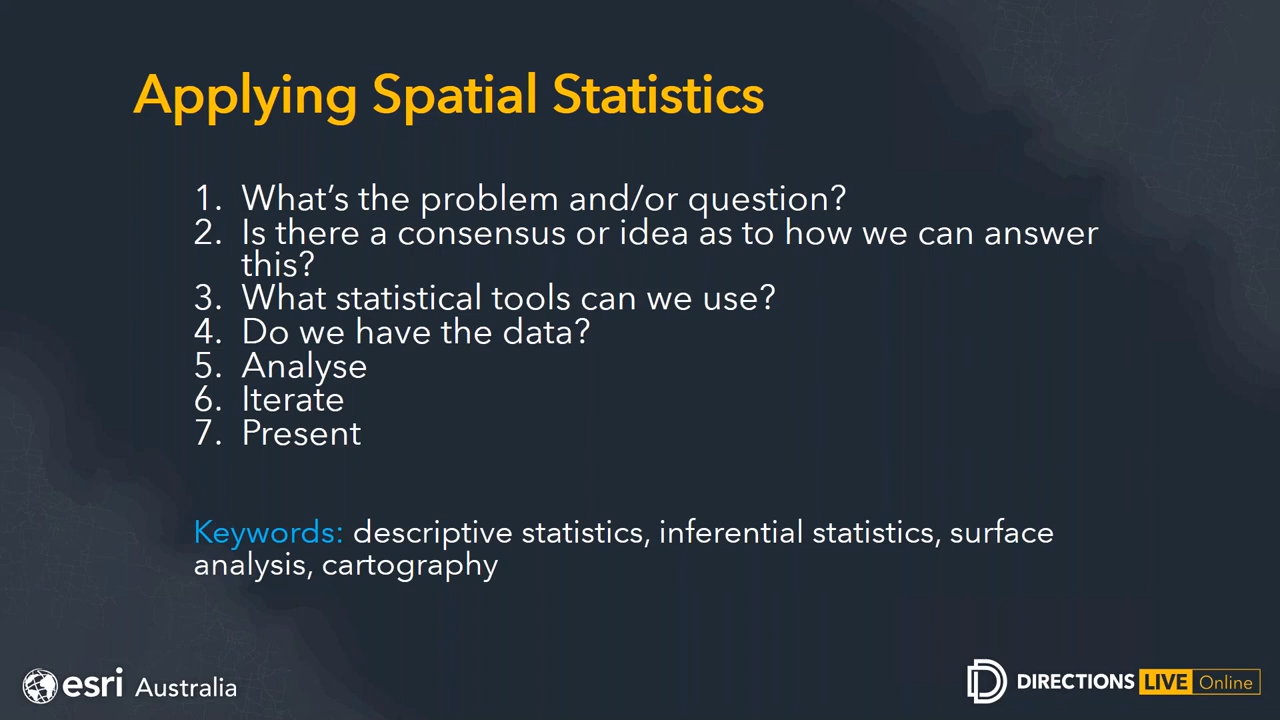 Applying Spatial Statistics
1. What's the problem and/or question?
2. Is there a consensus or idea as to how we can answer
this?
3. What statistical tools can we use?
4. Do we have the data?
5. Analyse
6. Iterate
7. Present
Keywords: descriptive statistics, inferential statistics, surface
analysis, cartography
esri Australia
DIRECTIONS LIVE Online